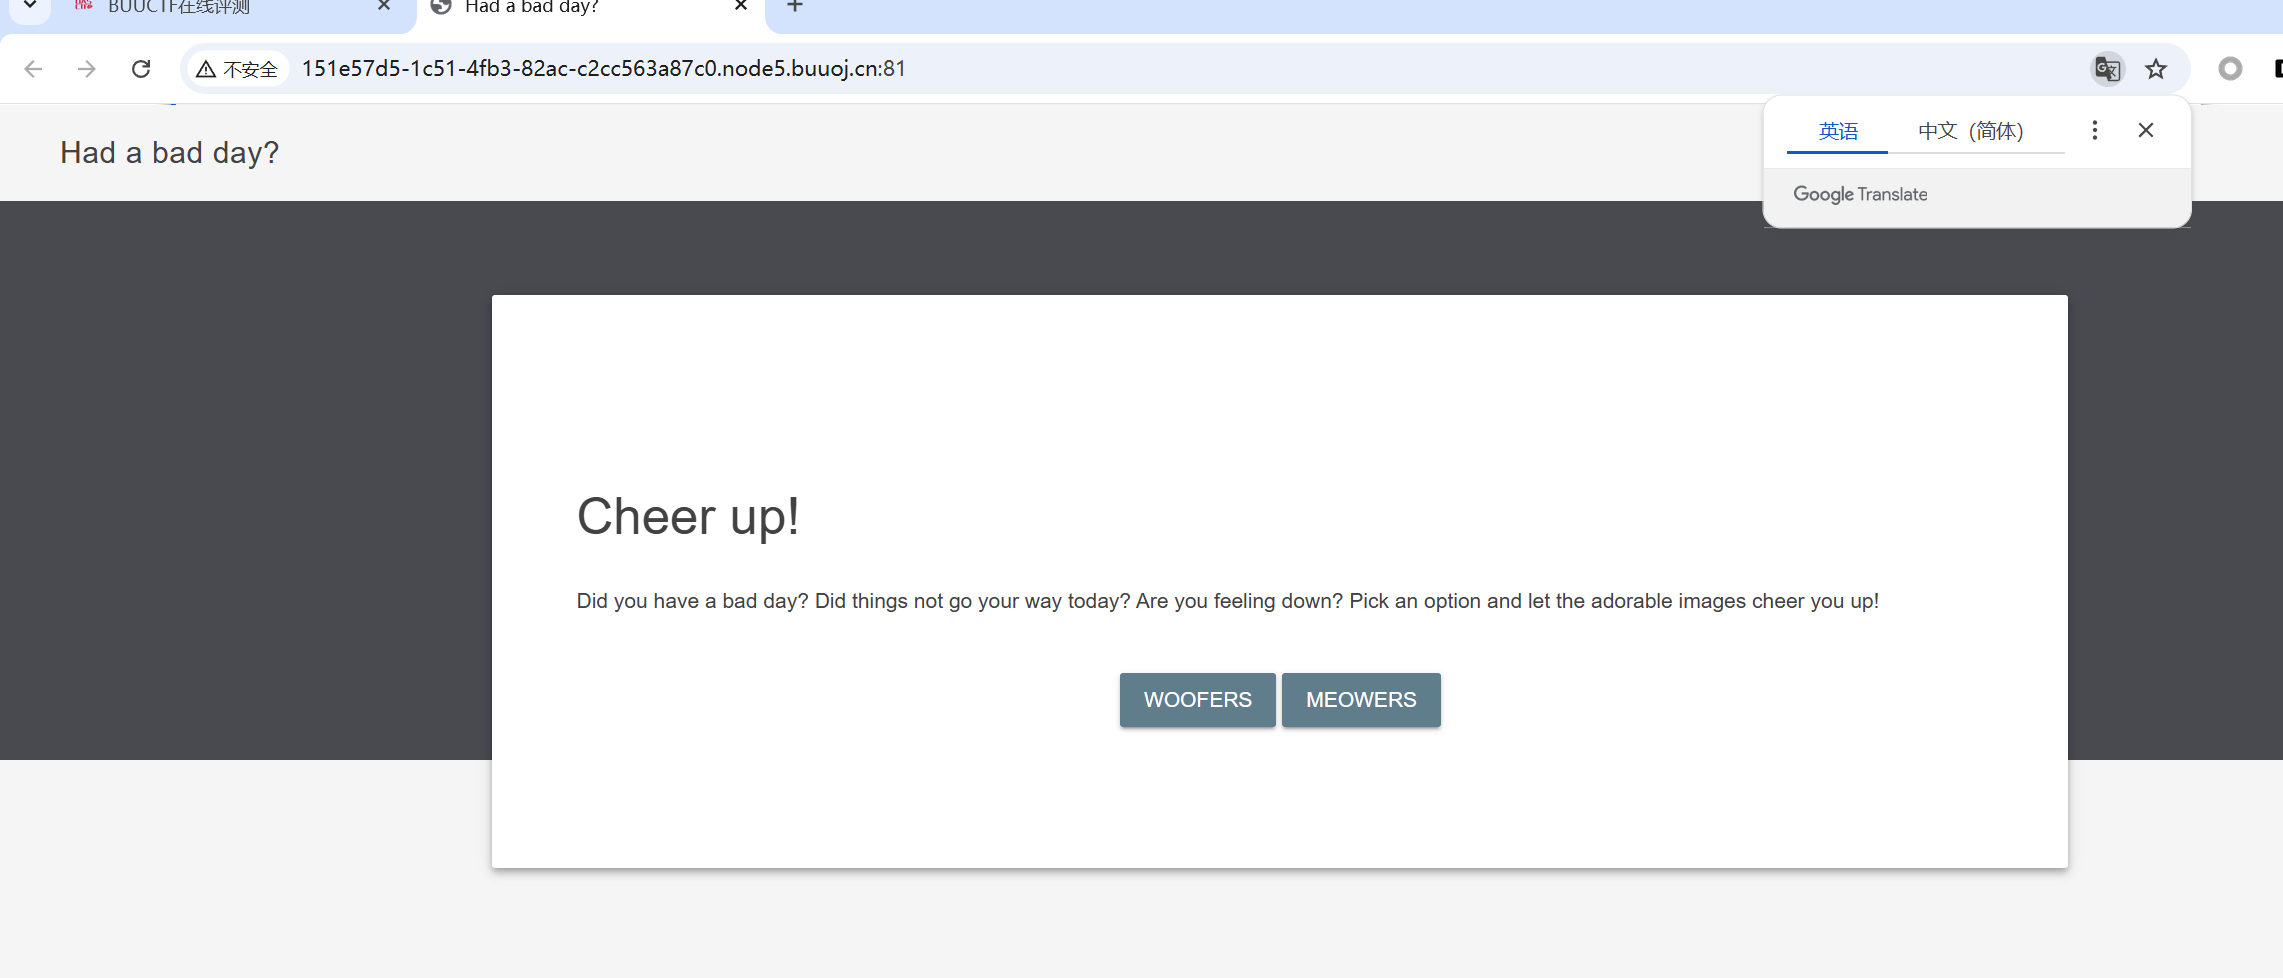 BUUCTF在线评测
Had a bad day?
不安全
151e57d5-1c51-4fb3-82ac-c2cc563a87c0.node5.buuoj.cn:81
英语
中文（简体）
Google Translate
Had a bad day?
Cheer up!
Did you have a bad day? Did things not go your way today? Are you feeling down? Pick an option and let the adorable images cheer you up!
WOOFERS
MEOWERS